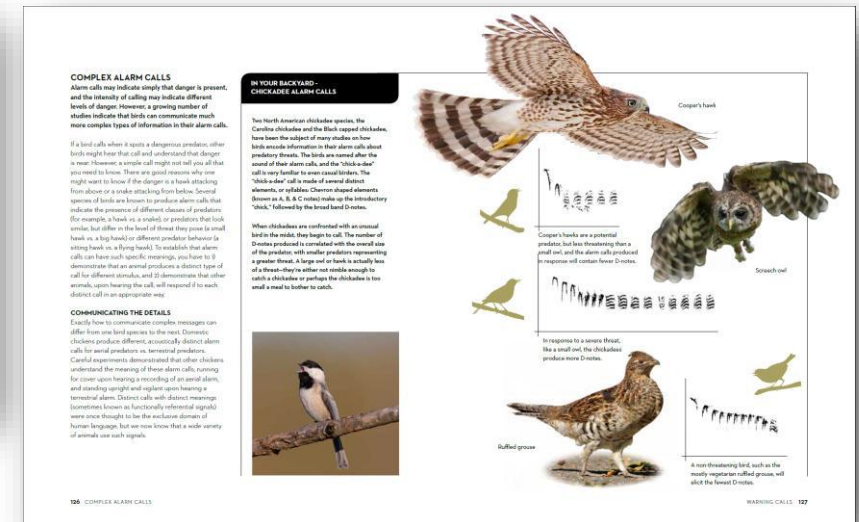 COMPLEX ALARM CALLS
Alarm calls may indicate simply that danger is present,
and the intensity of calling may indicate different
levels of danger. However, a growing number of
studies indicate that birds can communicate much
more complex types of information in their alarm calls.
If a bird calls when it spots a dangerous predator, other
birds might hear that call and understand that danger
is near. However, a simple call might not tell you all that
you need to know. There are good reasons why one
might want to know if the danger is a hawk attacking
from above or a snake attacking from below. Several
species of birds are known to produce alarm calls that
indicate the presence of different classes of predators
(for example, a hawk vs. a snake), or predators that look
similar, but differ in the level of threat they pose (a small
hawk vs. a big hawk) or different predator behavior (a
sitting hawk vs. a flying hawk). To establish that alarm
calls can have such specific meanings, you have to i)
demonstrate that an animal produces a distinct type of
call for different stimulus, and ii) demonstrate that other
animals, upon hearing the call, will respond if to each
distinct call in an appropriate way.
COMMUNICATING THE DETAILS
Exactly how to communicate complex messages can
differ from one bird species to the next. Domestic
chickens produce different, acoustically distinct alarm
calls for aerial predators vs. terrestrial predators.
Careful experiments demonstrated that other chickens
understand the meaning of these alarm calls, running
for cover upon hearing a recording of an aerial alarm,
and standing upright and vigilant upon hearing a
terrestrial alarm. Distinct calls with distinct meanings
(sometimes known as functionally referential signals)
were once thought to be the exclusive domain of
human language, but we now know that a wide variety
of animals use such signals.
IN YOUR BACKYARD –
CHICKADEE ALARM CALLS
Two North American chickadee species, the
Carolina chickadee and the Black capped chickadee,
have been the subject of many studies on how
birds encode information in their alarm calls about
predatory threats. The birds are named after the
sound of their alarm calls, and the "chick-a-dee"
call is very familiar to even casual birders. The
"chick-a-dee" call is made of several distinct
elements, or syllables: Chevron shaped elements
(known as A, B, & C notes) make up the introductory
"chick," followed by the broad band D-notes.
When chickadees are confronted with an unusual
bird in the midst, they begin to call. The number of
D-notes produced is correlated with the overall size
of the predator, with smaller predators representing
a greater threat. A large owl or hawk is actually less
of a threat—they're either not nimble enough to
catch a chickadee or perhaps the chickadee is too
small a meal to bother to catch.
Cooper's hawk
Cooper's hawks are a potential
predator, but less threatening than a
small owl, and the alarm calls produced
in response will contain fewer D-notes.
Screech owl
In response to a severe threat,
like a small owl, the chickadees
produce more D-notes.
Ruffled grouse
A non-threatening bird, such as the
mostly vegetarian ruffled grouse, will
elicit the fewest D-notes.
126 COMPLEX ALARM CALLS
WARNING CALLS 127